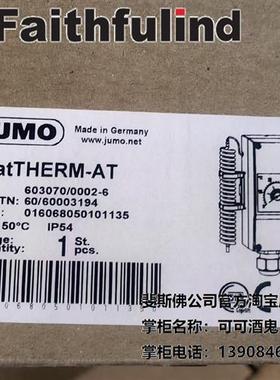 Faithfulind
JUMO
Made in Germany
www.jumo.net
atTHERM-AT
603070/0002-6
TN: 60/60003194
016068050101135
50°C IP54
ge:
antity: 1 St. pcs.
斐斯佛公司官方淘宝
掌柜名：可可酒鬼
掌柜电话：1390846